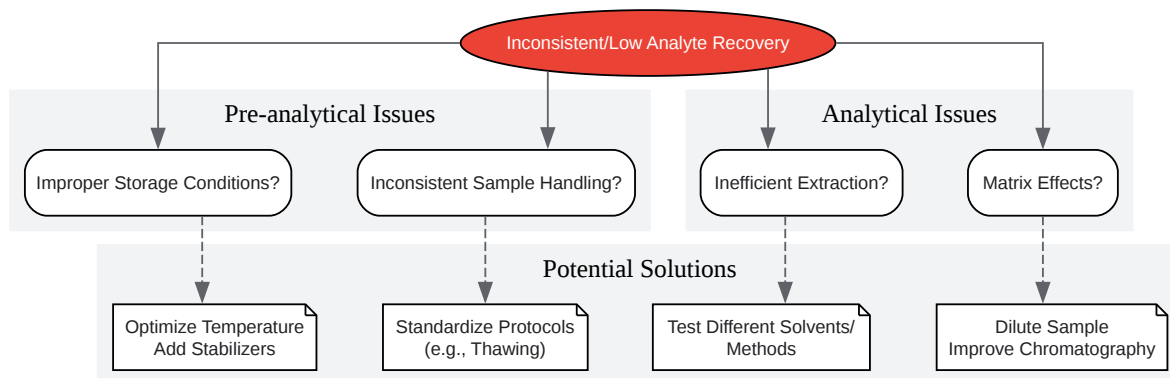 Inconsistent/Low Analyte Recovery
Pre-analytical Issues
Analytical Issues
Improper Storage Conditions?
Inconsistent Sample Handling?
Inefficient Extraction?
Matrix Effects?
Potential Solutions
Optimize Temperature
Add Stabilizers
Standardize Protocols
(e.g., Thawing)
Test Different Solvents/
Methods
Dilute Sample
Improve Chromatography